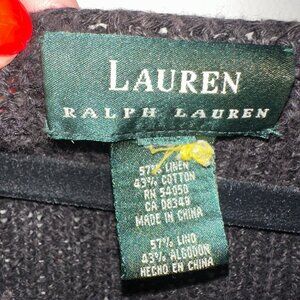 LAUREN
RALPH LAUREN
57% LINEN
43% COTTON
RN 54050
CA 08349
MADE IN CHINA
57% LINO
43% ALGODON
HECHO EN CHINA